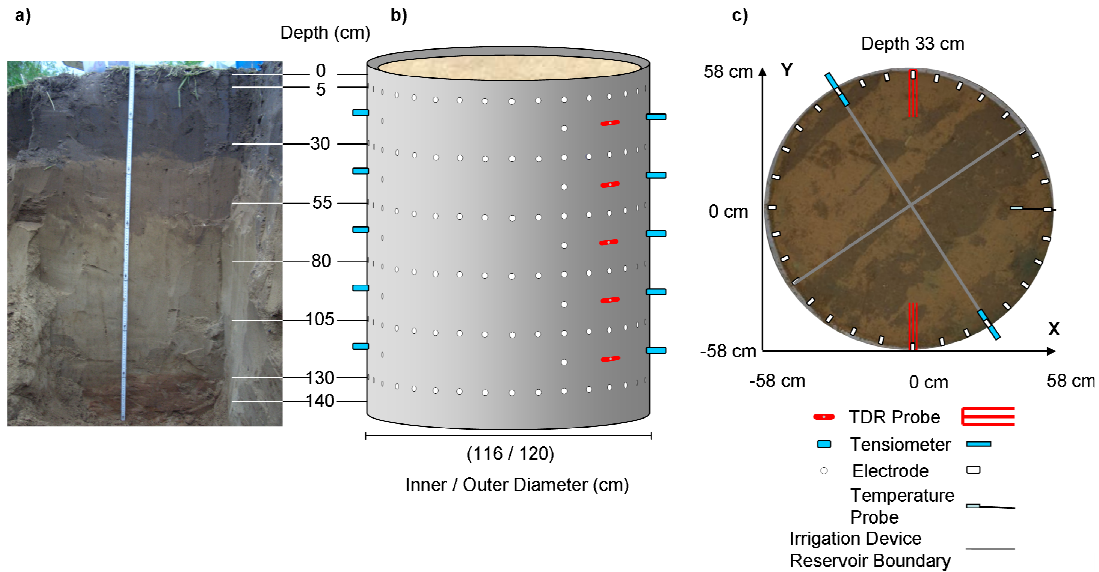 a)
Depth (cm)
0
5
30
55
80
105
130
140
b)
(116 / 120)
Inner / Outer Diameter (cm)
c)
Depth 33 cm
58 cm
Y
0 cm
-58 cm
X
-58 cm
0 cm
58 cm
TDR Probe
Tensiometer
Electrode
Temperature
Probe
Irrigation Device
Reservoir Boundary